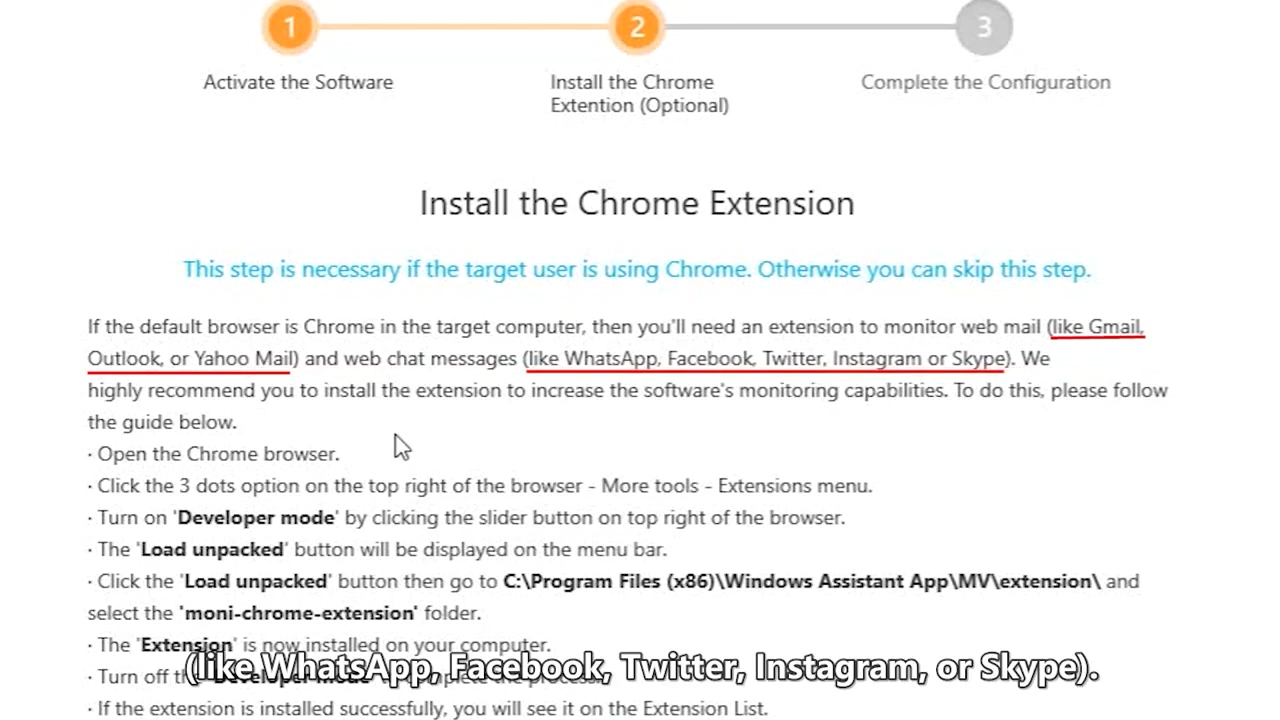 1
2
3
Activate the Software
Install the Chrome
Extention (Optional)
Complete the Configuration
Install the Chrome Extension
This step is necessary if the target user is using Chrome. Otherwise you can skip this step.
If the default browser is Chrome in the target computer, then you'll need an extension to monitor web mail (like Gmail,
Outlook, or Yahoo Mail) and web chat messages (like WhatsApp, Facebook, Twitter, Instagram or Skype). We
highly recommend you to install the extension to increase the software's monitoring capabilities. To do this, please follow
the guide below.
· Open the Chrome browser.
· Click the 3 dots option on the top right of the browser - More tools - Extensions menu.
· Turn on 'Developer mode' by clicking the slider button on top right of the browser.
· The 'Load unpacked' button will be displayed on the menu bar.
· Click the 'Load unpacked' button then go to C:\Program Files (x86)\Windows Assistant App\MV\extension\ and
select the 'moni-chrome-extension' folder.
· The 'Extension' is now installed on your computer.
(like WhatsApp, Facebook, Twitter, Instagram, or Skype).
· Turn off
· If the extension is installed successfully, you will see it on the Extension List.